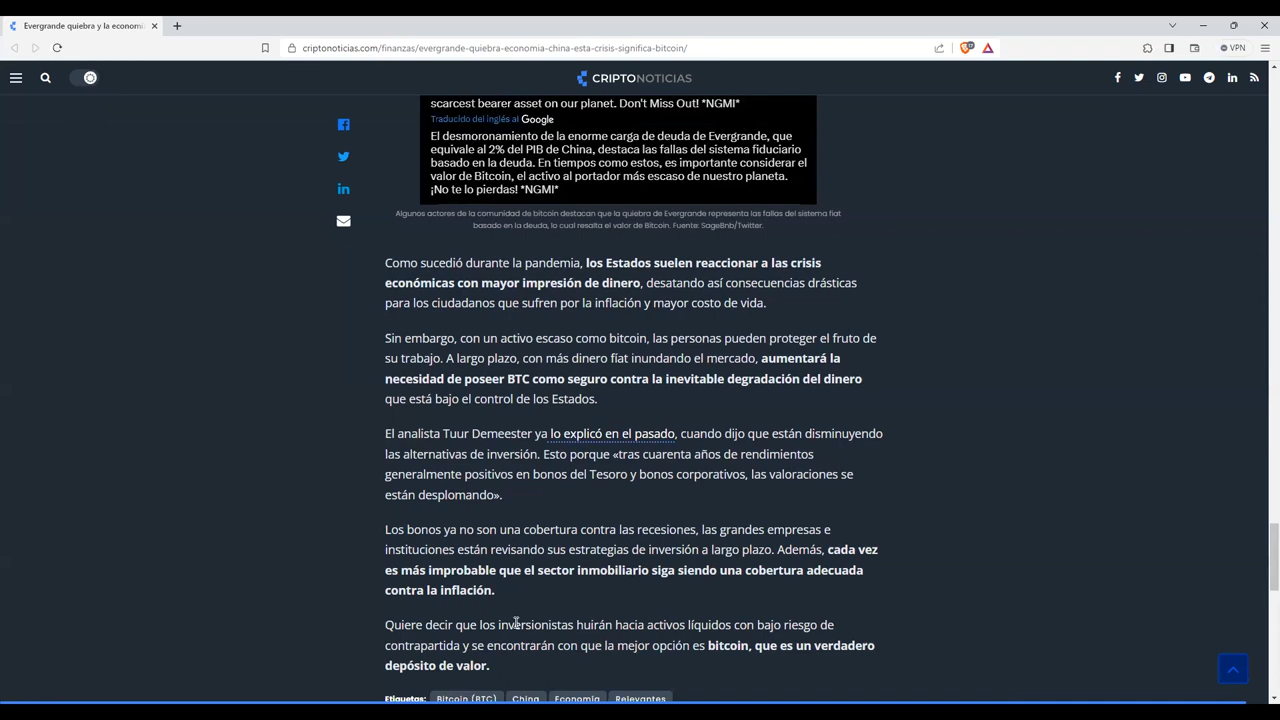 Evergrande quiebra y la economi
criptonoticias.com/finanzas/evergrande-quiebra-economia-china-esta-crisis-significa-bitcoin/
VPN
CRIPTONOTICIAS
scarcest bearer asset on our planet. Don't Miss Out! *NGMI*
Traducido del inglés al Google
El desmoronamiento de la enorme carga de deuda de Evergrande, que
equivale al 2% del PIB de China, destaca las fallas del sistema fiduciario
basado en la deuda. En tiempos como estos, es importante considerar el
valor de Bitcoin, el activo al portador más escaso de nuestro planeta.
¡No te lo pierdas! *NGMI*
Algunos actores de la comunidad de bitcoin destacan que la quiebra de Evergrande representa las fallas del sistema fiat
basado en la deuda, lo cual resalta el valor de Bitcoin. Fuente: SageBnb/Twitter.
Como sucedió durante la pandemia, los Estados suelen reaccionar a las crisis
económicas con mayor impresión de dinero, desatando así consecuencias drásticas
para los ciudadanos que sufren por la inflación y mayor costo de vida.
Sin embargo, con un activo escaso como bitcoin, las personas pueden proteger el fruto de
su trabajo. A largo plazo, con más dinero fíat inundando el mercado, aumentará la
necesidad de poseer BTC como seguro contra la inevitable degradación del dinero
que está bajo el control de los Estados.
El analista Tuur Demeester ya lo explicó en el pasado, cuando dijo que están disminuyendo
las alternativas de inversión. Esto porque «tras cuarenta años de rendimientos
generalmente positivos en bonos del Tesoro y bonos corporativos, las valoraciones se
están desplomando».
Los bonos ya no son una cobertura contra las recesiones, las grandes empresas e
instituciones están revisando sus estrategias de inversión a largo plazo. Además, cada vez
es más improbable que el sector inmobiliario siga siendo una cobertura adecuada
contra la inflación.
Quiere decir que los inversionistas huirán hacia activos líquidos con bajo riesgo de
contrapartida y se encontrarán con que la mejor opción es bitcoin, que es un verdadero
depósito de valor.
Etiquetas: Bitcoin (BTC) China Economía Relevantes